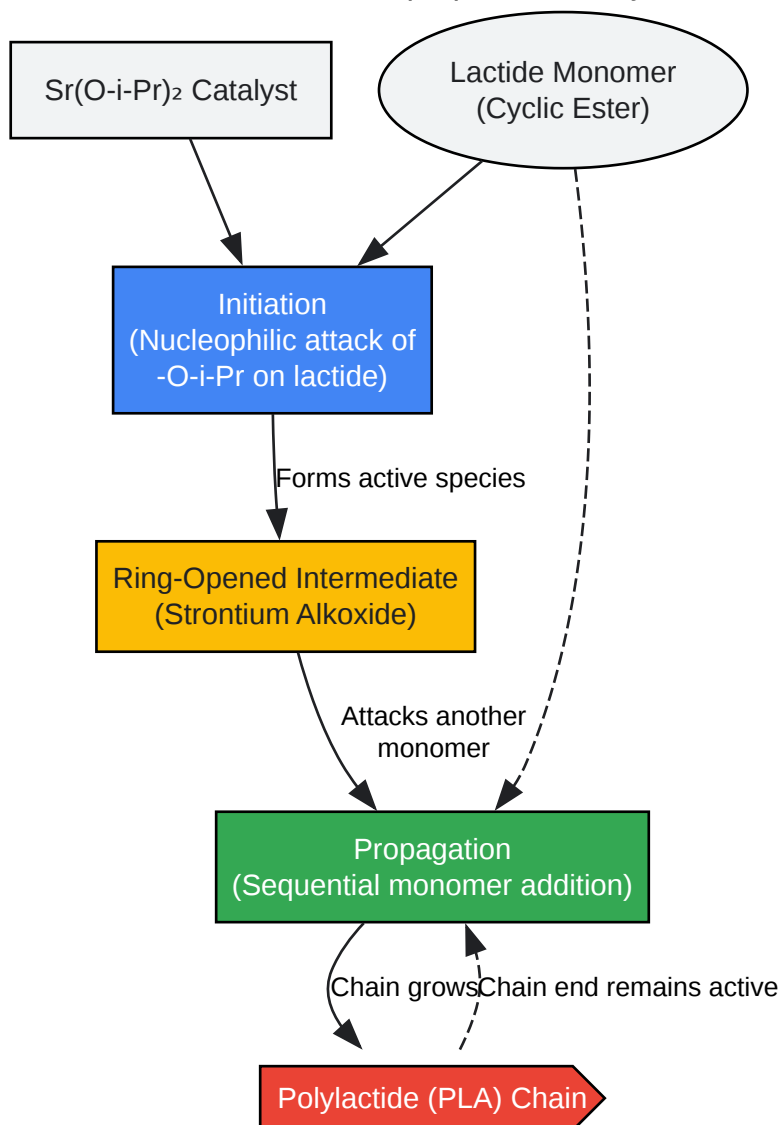 Sr(O-i-Pr)₂ Catalyst
Lactide Monomer
(Cyclic Ester)
Initiation
(Nucleophilic attack of
-O-i-Pr on lactide)
Forms active species
Ring-Opened Intermediate
(Strontium Alkoxide)
Attacks another
monomer
Propagation
(Sequential monomer addition)
Chain grows
Chain end remains active
Polylactide (PLA) Chain